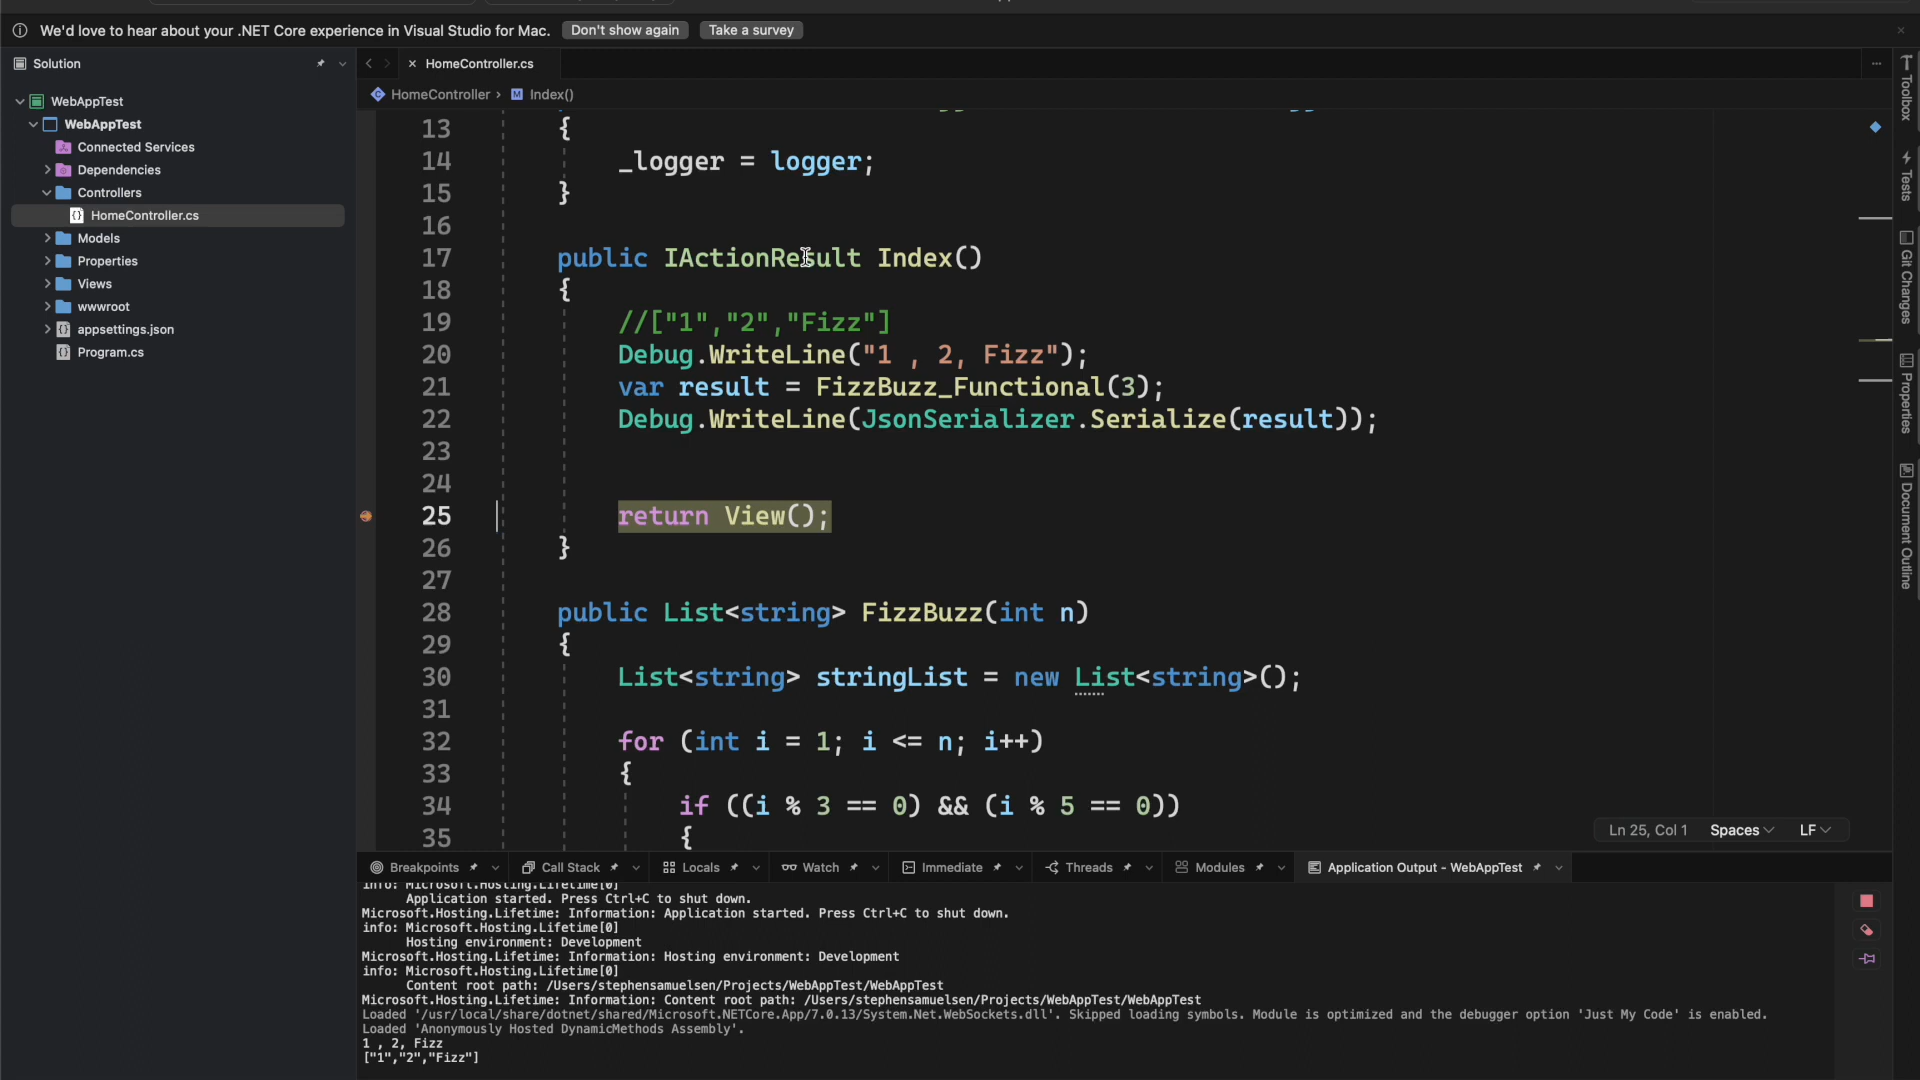 We'd love to hear about your .NET Core experience in Visual Studio for Mac. Don't show again Take a survey
Solution
WebAppTest
WebAppTest
Connected Services
Dependencies
Controllers
HomeController.cs
Models
Properties
Views
wwwroot
appsettings.json
Program.cs
HomeController.cs
HomeController › Index()
13 {
14 _logger = logger;
15 }
16
17 public IActionResult Index()
18 {
19 //["1","2","Fizz"]
20 Debug.WriteLine("1 , 2, Fizz");
21 var result = FizzBuzz_Functional(3);
22 Debug.WriteLine(JsonSerializer.Serialize(result));
23
24
25 return View();
26 }
27
28 public List<string> FizzBuzz(int n)
29 {
30 List<string> stringList = new List<string>();
31
32 for (int i = 1; i <= n; i++)
33 {
34 if ((i % 3 == 0) && (i % 5 == 0))
35 {
Ln 25, Col 1 Spaces LF
Toolbox
Tests
Git Changes
Properties
Document Outline
Breakpoints Call Stack Locals Watch Immediate Threads Modules Application Output - WebAppTest
info: Microsoft.Hosting.Lifetime[0]
Application started. Press Ctrl+C to shut down.
Microsoft.Hosting.Lifetime: Information: Application started. Press Ctrl+C to shut down.
info: Microsoft.Hosting.Lifetime[0]
Hosting environment: Development
Microsoft.Hosting.Lifetime: Information: Hosting environment: Development
info: Microsoft.Hosting.Lifetime[0]
Content root path: /Users/stephensamuelsen/Projects/WebAppTest/WebAppTest
Microsoft.Hosting.Lifetime: Information: Content root path: /Users/stephensamuelsen/Projects/WebAppTest/WebAppTest
Loaded '/usr/local/share/dotnet/shared/Microsoft.NETCore.App/7.0.13/System.Net.WebSockets.dll'. Skipped loading symbols. Module is optimized and the debugger option 'Just My Code' is enabled.
Loaded 'Anonymously Hosted DynamicMethods Assembly'.
1 , 2, Fizz
["1","2","Fizz"]